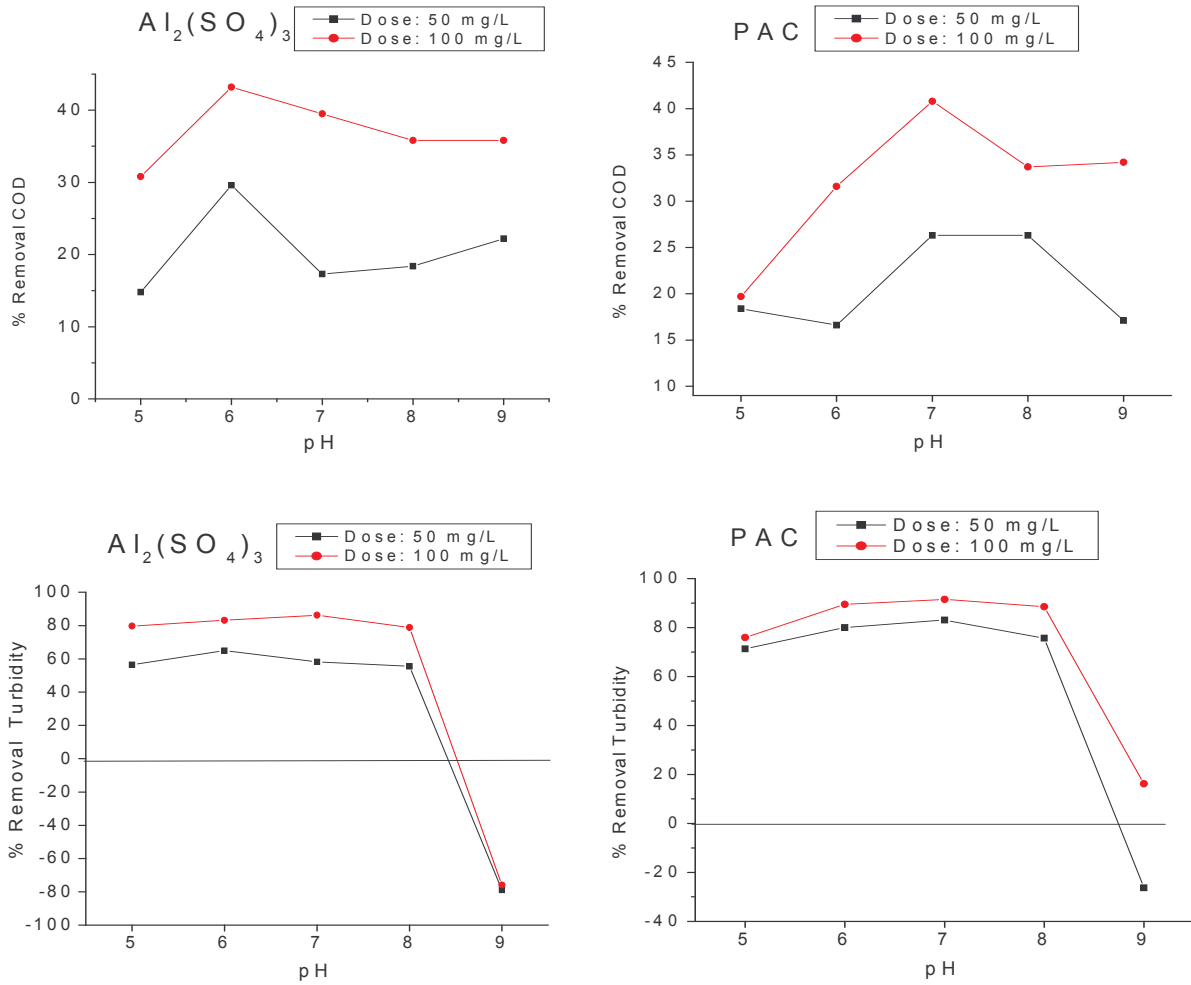 Al2(SO4)3
Dose: 50 mg/L
Dose: 100 mg/L
% Removal COD
40
30
20
10
0
5 6 7 8 9
pH
PAC
Dose: 50 mg/L
Dose: 100 mg/L
% Removal COD
45
40
35
30
25
20
15
10
5 6 7 8 9
pH
Al2(SO4)3
Dose: 50 mg/L
Dose: 100 mg/L
% Removal Turbidity
100
80
60
40
20
0
-20
-40
-60
-80
-100
5 6 7 8 9
pH
PAC
Dose: 50 mg/L
Dose: 100 mg/L
% Removal Turbidity
100
80
60
40
20
0
-20
-40
5 6 7 8 9
pH